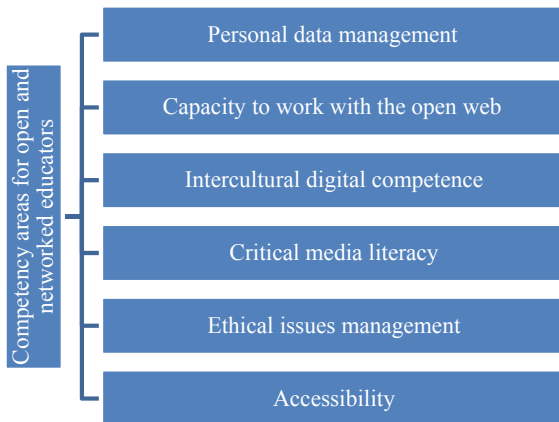 Competency areas for open and
networked educators
Personal data management
Capacity to work with the open web
Intercultural digital competence
Critical media literacy
Ethical issues management
Accessibility